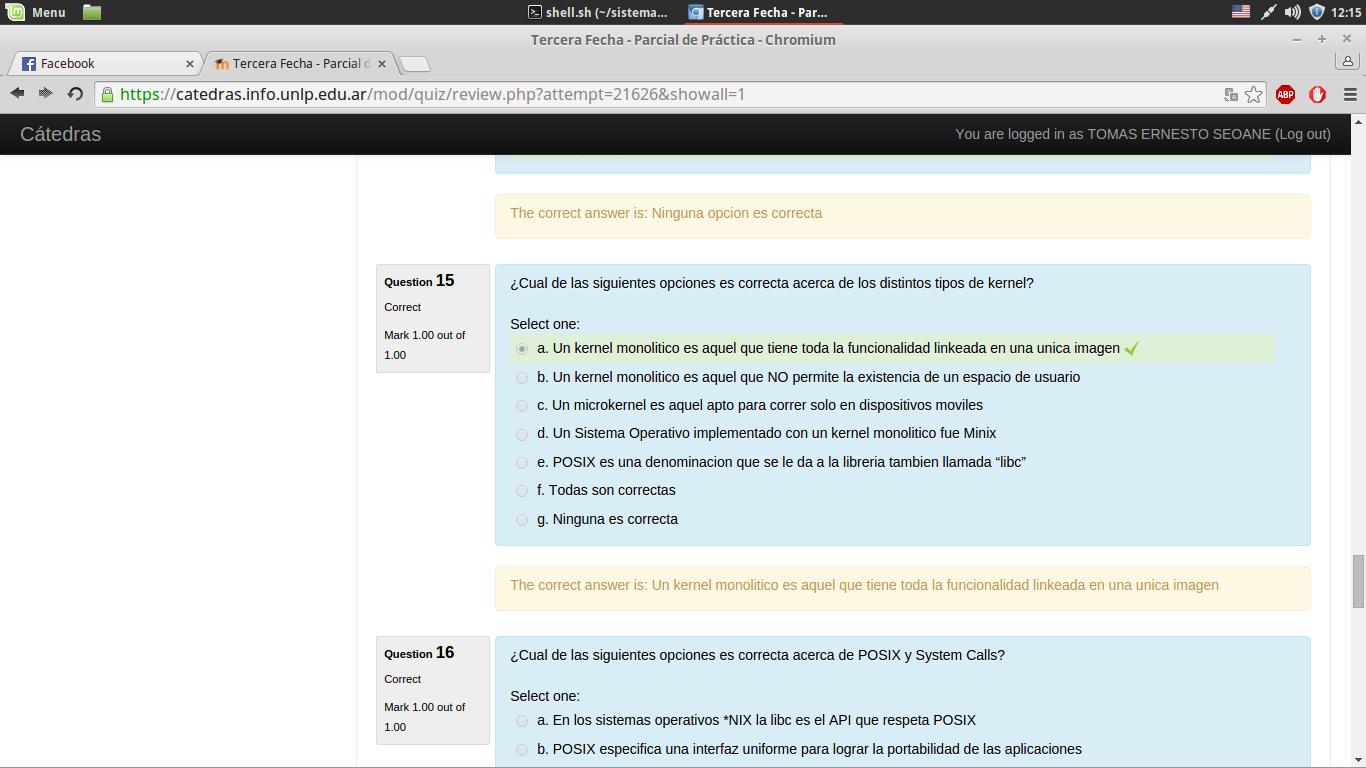 Menu
shell.sh (~/sistema...
Tercera Fecha - Par...
12:15
Tercera Fecha - Parcial de Práctica - Chromium
Facebook
Tercera Fecha - Parcial d
https://catedras.info.unlp.edu.ar/mod/quiz/review.php?attempt=21626&showall=1
ABP
Cátedras
You are logged in as TOMAS ERNESTO SEOANE (Log out)
The correct answer is: Ninguna opcion es correcta
Question 15
Correct
Mark 1.00 out of
1.00
¿Cual de las siguientes opciones es correcta acerca de los distintos tipos de kernel?
Select one:
a. Un kernel monolitico es aquel que tiene toda la funcionalidad linkeada en una unica imagen
b. Un kernel monolitico es aquel que NO permite la existencia de un espacio de usuario
c. Un microkernel es aquel apto para correr solo en dispositivos moviles
d. Un Sistema Operativo implementado con un kernel monolitico fue Minix
e. POSIX es una denominacion que se le da a la libreria tambien llamada “libc”
f. Todas son correctas
g. Ninguna es correcta
The correct answer is: Un kernel monolitico es aquel que tiene toda la funcionalidad linkeada en una unica imagen
Question 16
Correct
Mark 1.00 out of
1.00
¿Cual de las siguientes opciones es correcta acerca de POSIX y System Calls?
Select one:
a. En los sistemas operativos *NIX la libc es el API que respeta POSIX
b. POSIX especifica una interfaz uniforme para lograr la portabilidad de las aplicaciones